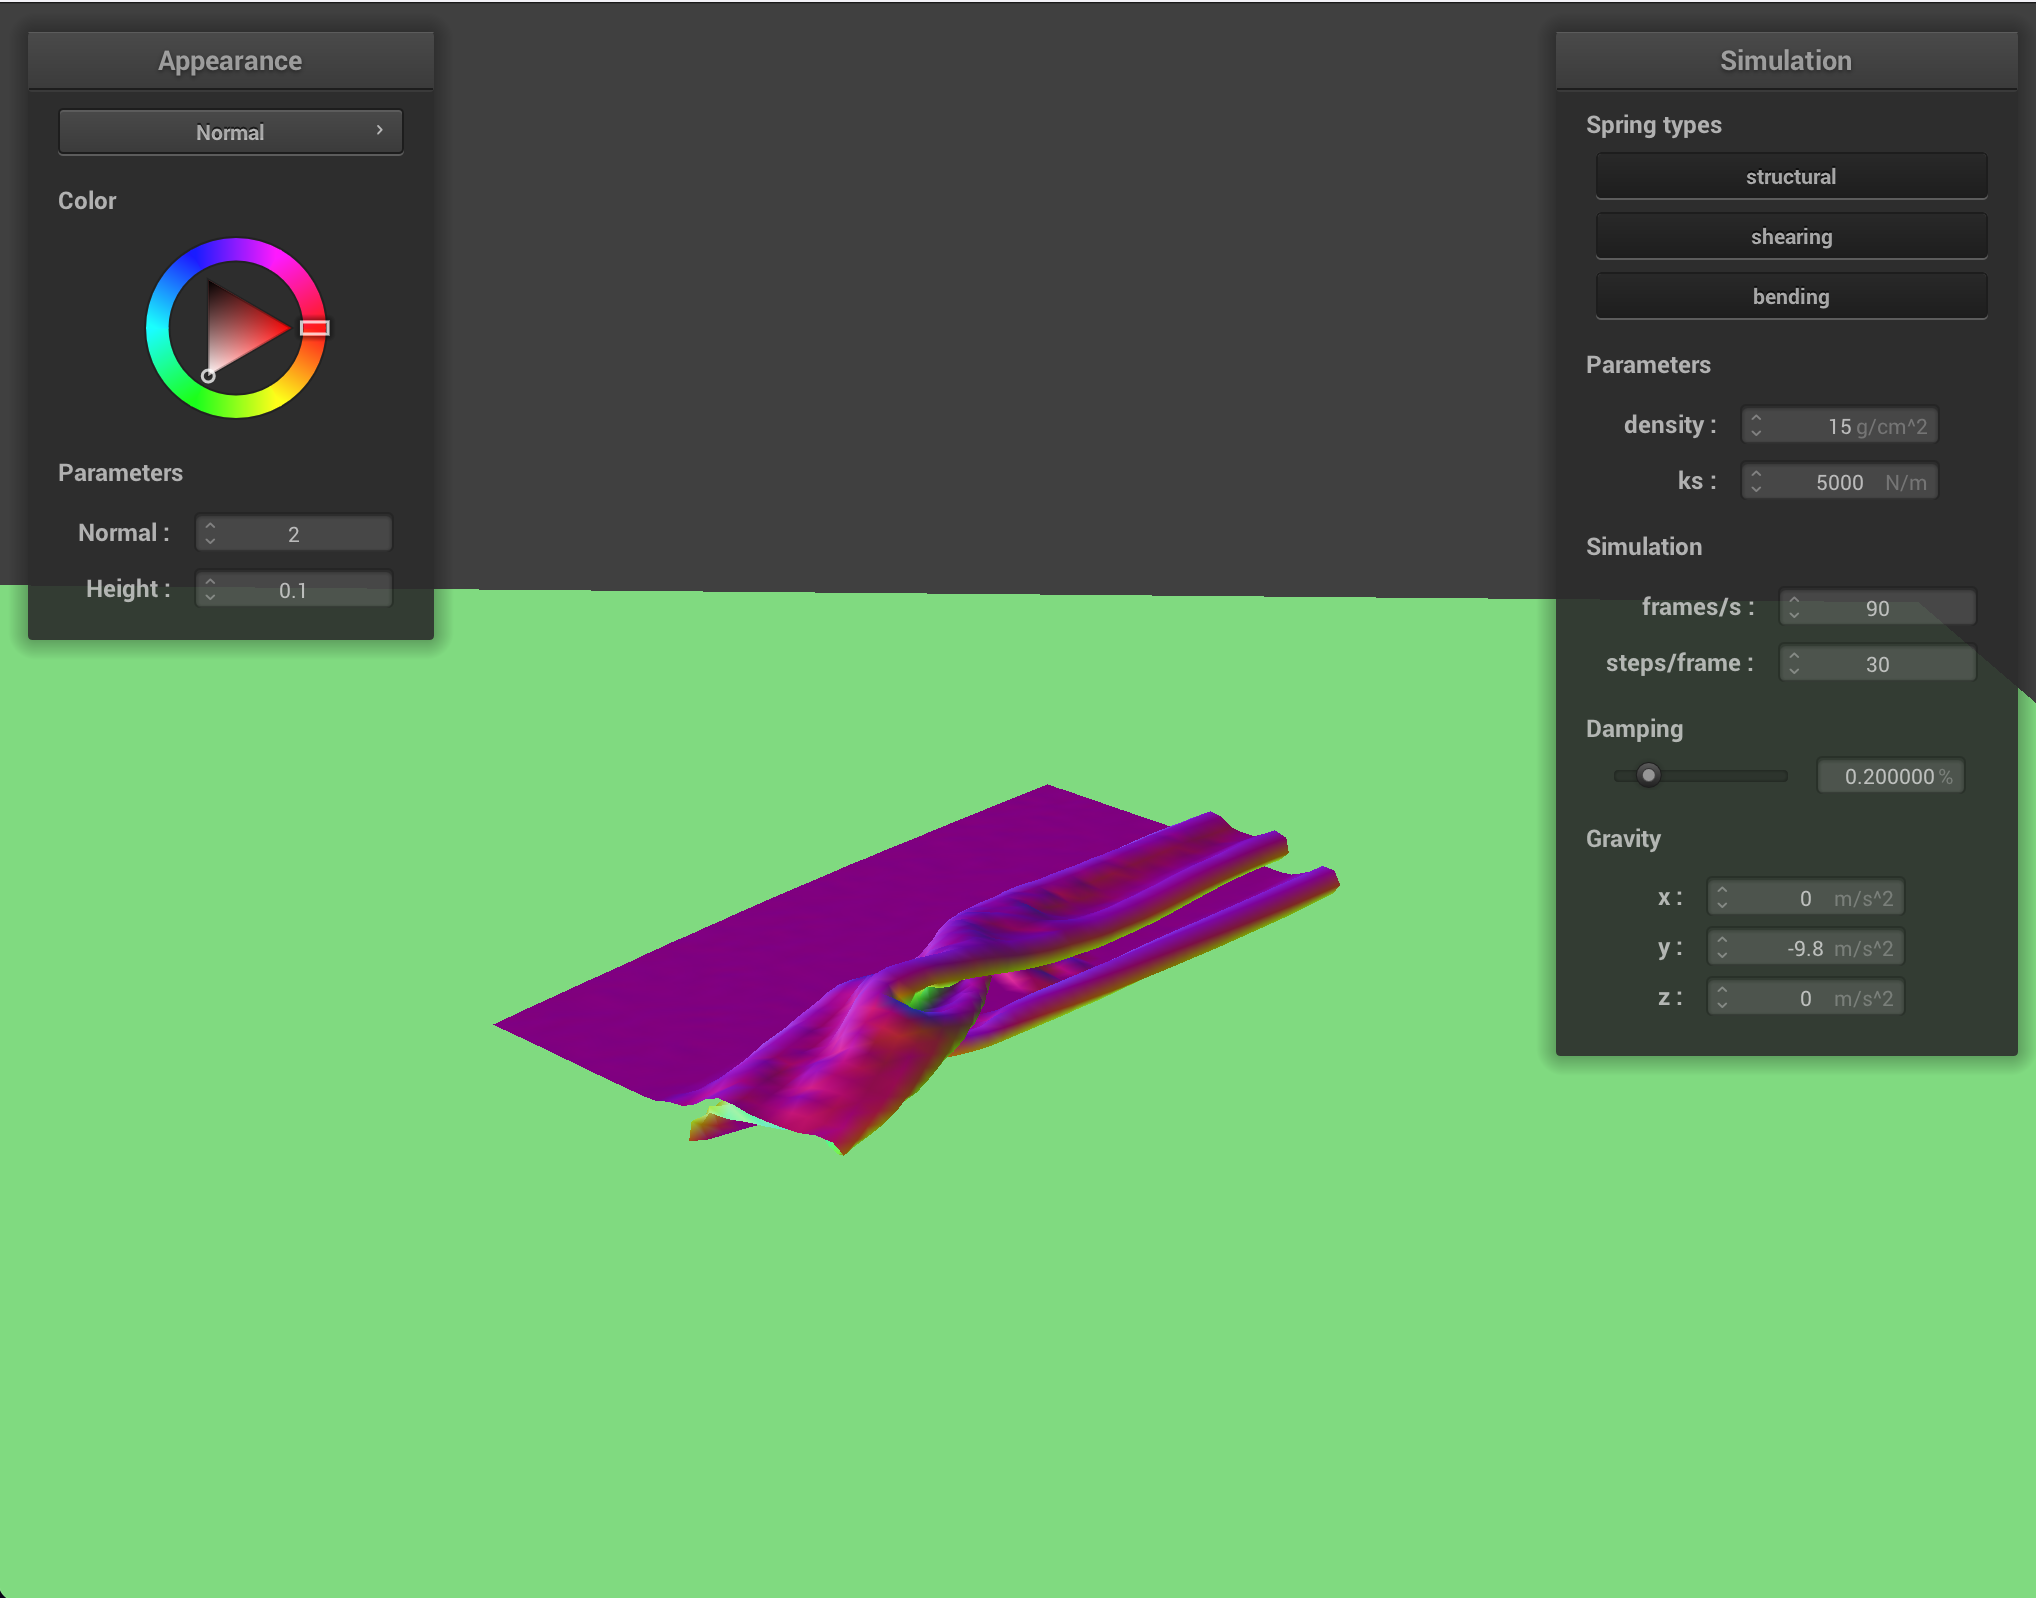 Appearance
Normal
Color
Parameters
Normal : 2
Height : 0.1
Simulation
Spring types
structural
shearing
bending
Parameters
density : 15 g/cm^2
ks : 5000 N/m
Simulation
frames/s : 90
steps/frame : 30
Damping
0.200000 %
Gravity
x : 0 m/s^2
y : -9.8 m/s^2
z : 0 m/s^2